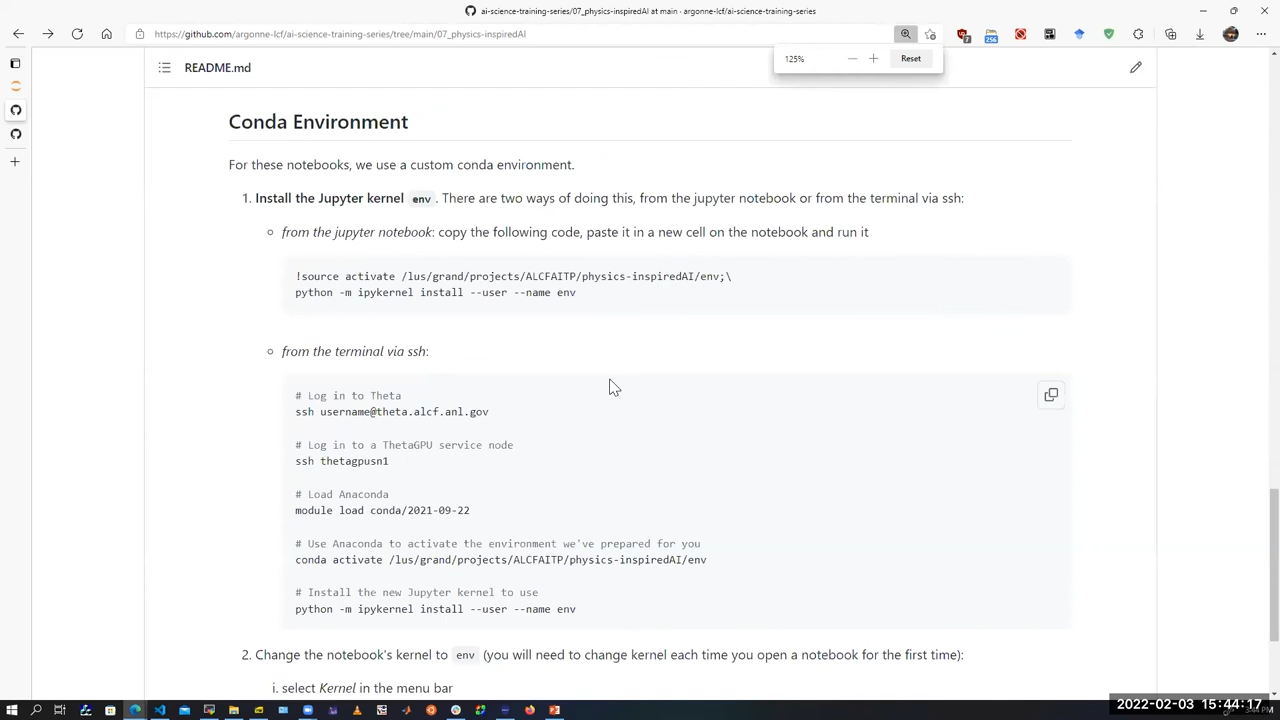 ai-science-training-series/07_physics-inspiredAI at main · argonne-lcf/ai-science-training-series
https://github.com/argonne-lcf/ai-science-training-series/tree/main/07_physics-inspiredAI
125%
Reset
README.md
Conda Environment
For these notebooks, we use a custom conda environment.
1. Install the Jupyter kernel env . There are two ways of doing this, from the jupyter notebook or from the terminal via ssh:
from the jupyter notebook: copy the following code, paste it in a new cell on the notebook and run it
!source activate /lus/grand/projects/ALCFAITP/physics-inspiredAI/env;\
python -m ipykernel install --user --name env
from the terminal via ssh:
# Log in to Theta
ssh username@theta.alcf.anl.gov
# Log in to a ThetaGPU service node
ssh thetagpusn1
# Load Anaconda
module load conda/2021-09-22
# Use Anaconda to activate the environment we've prepared for you
conda activate /lus/grand/projects/ALCFAITP/physics-inspiredAI/env
# Install the new Jupyter kernel to use
python -m ipykernel install --user --name env
2. Change the notebook's kernel to env (you will need to change kernel each time you open a notebook for the first time):
i. select Kernel in the menu bar
2022-02-03 15:44:17